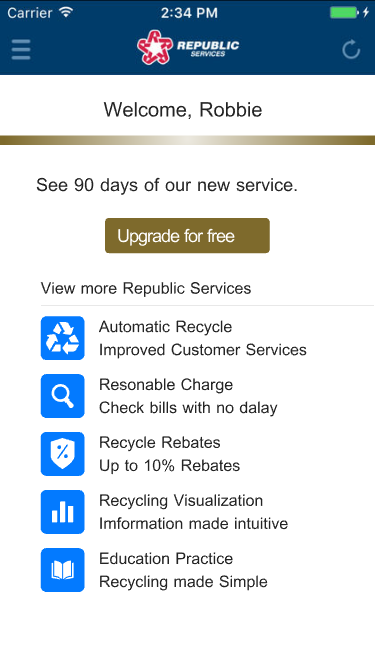 Carrier 2:34 PM
REPUBLIC
SERVICES
Welcome, Robbie
See 90 days of our new service.
Upgrade for free
View more Republic Services
Automatic Recycle
Improved Customer Services
Resonable Charge
Check bills with no dalay
Recycle Rebates
Up to 10% Rebates
Recycling Visualization
Imformation made intuitive
Education Practice
Recycling made Simple